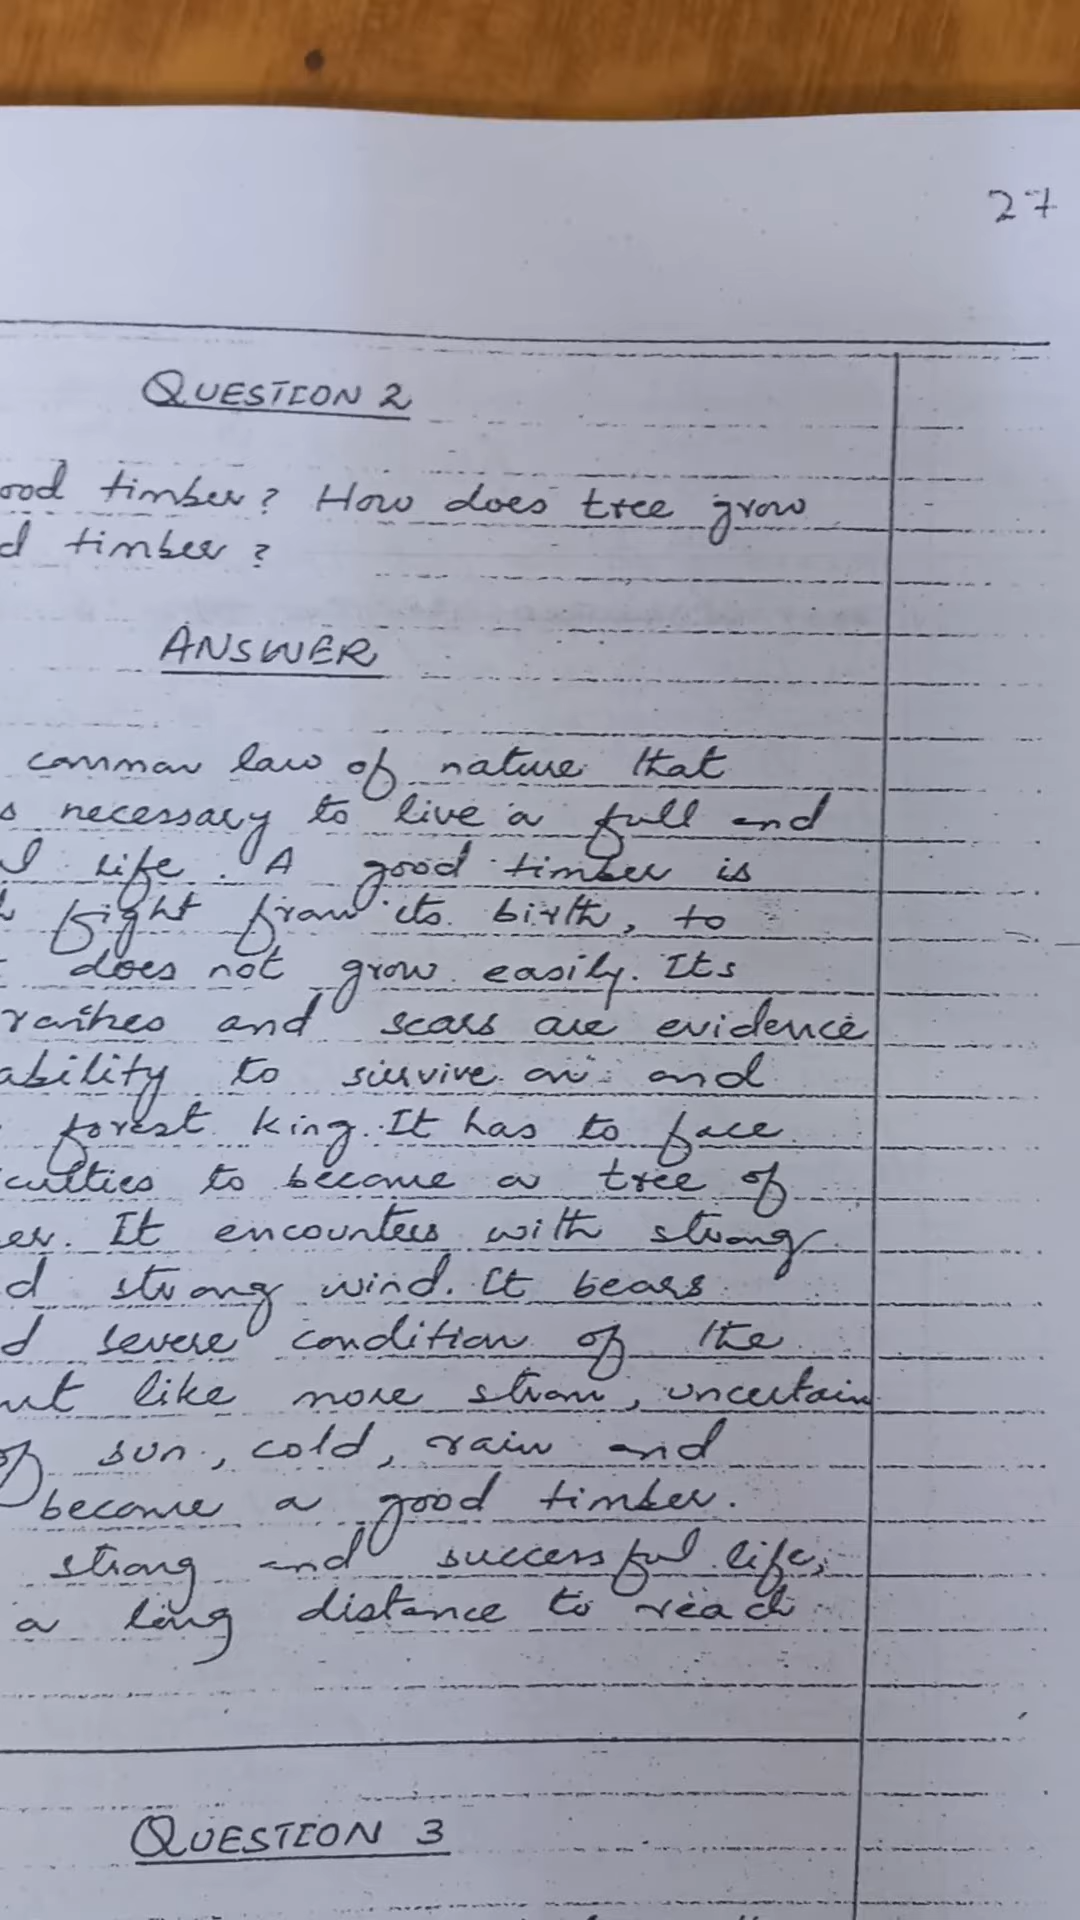 27
QUESTION 2
ood timber? How does tree grow
d timber?
ANSWER
common law of nature that
s necessary to live a full and
l life. A good timber is
fight from its birth, to
does not grow easily. Its
and scars are evidence
ability to survive on and
forest king. It has to face
culties to become a tree of
er. It encounters with strong
d strong wind. It bears
d severe condition of the
ut like more strom, uncertain
of sun, cold, rain and
become a good timber.
strong and successful life,
a long distance to reach
QUESTION 3